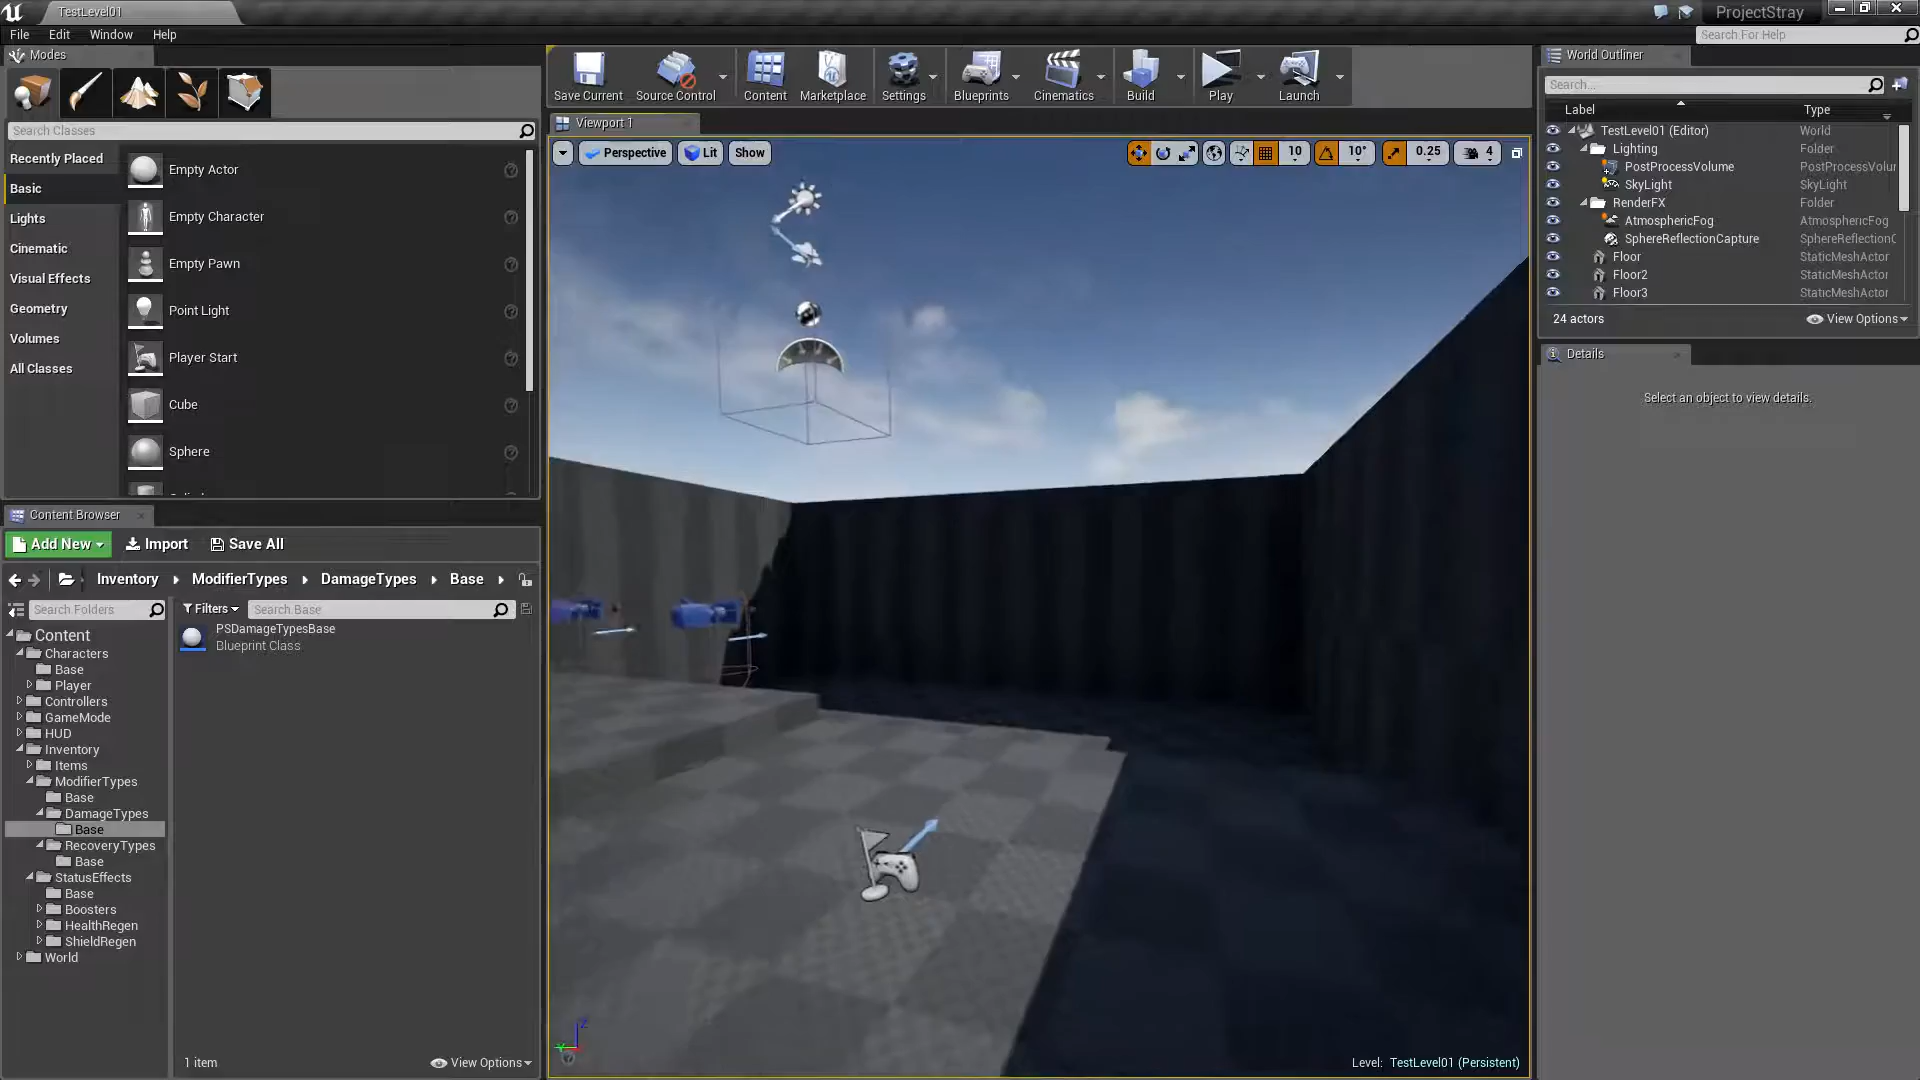 TestLevel01
ProjectStray
File Edit Window Help
Search For Help
Modes
Search Classes
Recently Placed
Basic
Lights
Cinematic
Visual Effects
Geometry
Volumes
All Classes
Empty Actor
Empty Character
Empty Pawn
Point Light
Player Start
Cube
Sphere
Save Current Source Control Content Marketplace Settings Blueprints Cinematics Build Play Launch
Viewport 1
Perspective Lit Show 10 10° 0.25 4
Level: TestLevel01 (Persistent)
World Outliner
Search...
Label Type
TestLevel01 (Editor) World
Lighting Folder
PostProcessVolume PostProcessVolur
SkyLight SkyLight
RenderFX Folder
AtmosphericFog AtmosphericFog
SphereReflectionCapture SphereReflectionC
Floor StaticMeshActor
Floor2 StaticMeshActor
Floor3 StaticMeshActor
24 actors View Options
Details
Select an object to view details.
Content Browser
Add New Import Save All
Inventory ModifierTypes DamageTypes Base
Search Folders
Filters Search Base
Content
Characters
Base
Player
Controllers
GameMode
HUD
Inventory
Items
ModifierTypes
Base
DamageTypes
Base
RecoveryTypes
Base
StatusEffects
Base
Boosters
HealthRegen
ShieldRegen
World
PSDamageTypesBase
Blueprint Class
1 item View Options